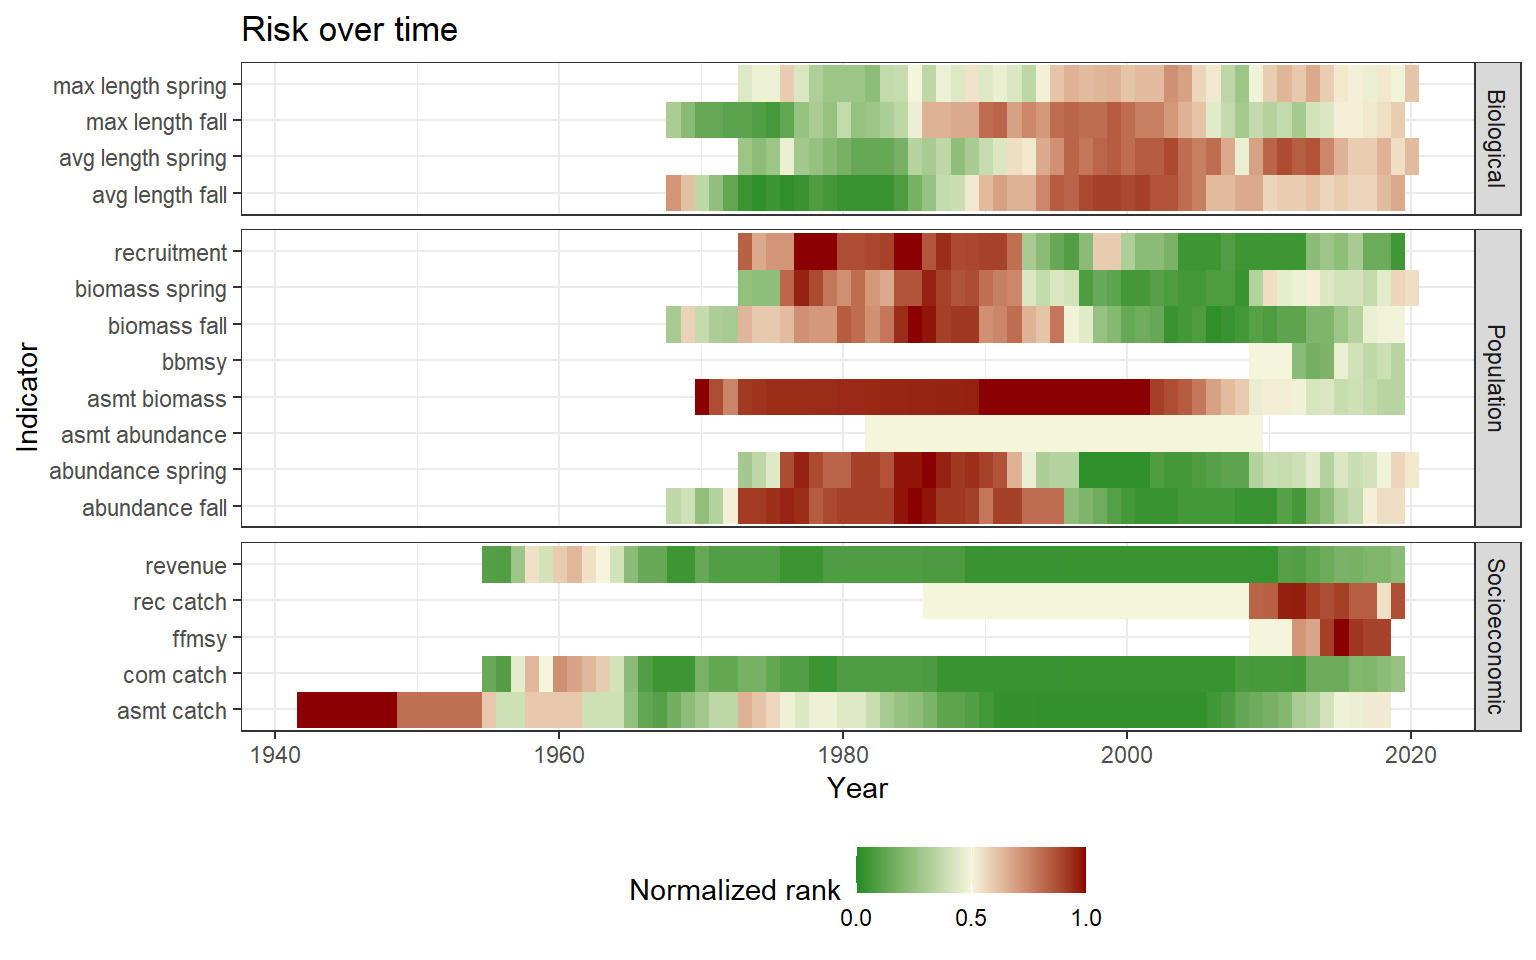 Risk over time
Indicator
max length spring
max length fall
avg length spring
avg length fall
Biological
recruitment
biomass spring
biomass fall
bbmsy
asmt biomass
asmt abundance
abundance spring
abundance fall
Population
revenue
rec catch
ffmsy
com catch
asmt catch
Socioeconomic
1940 1960 1980 2000 2020
Year
Normalized rank
0.0 0.5 1.0